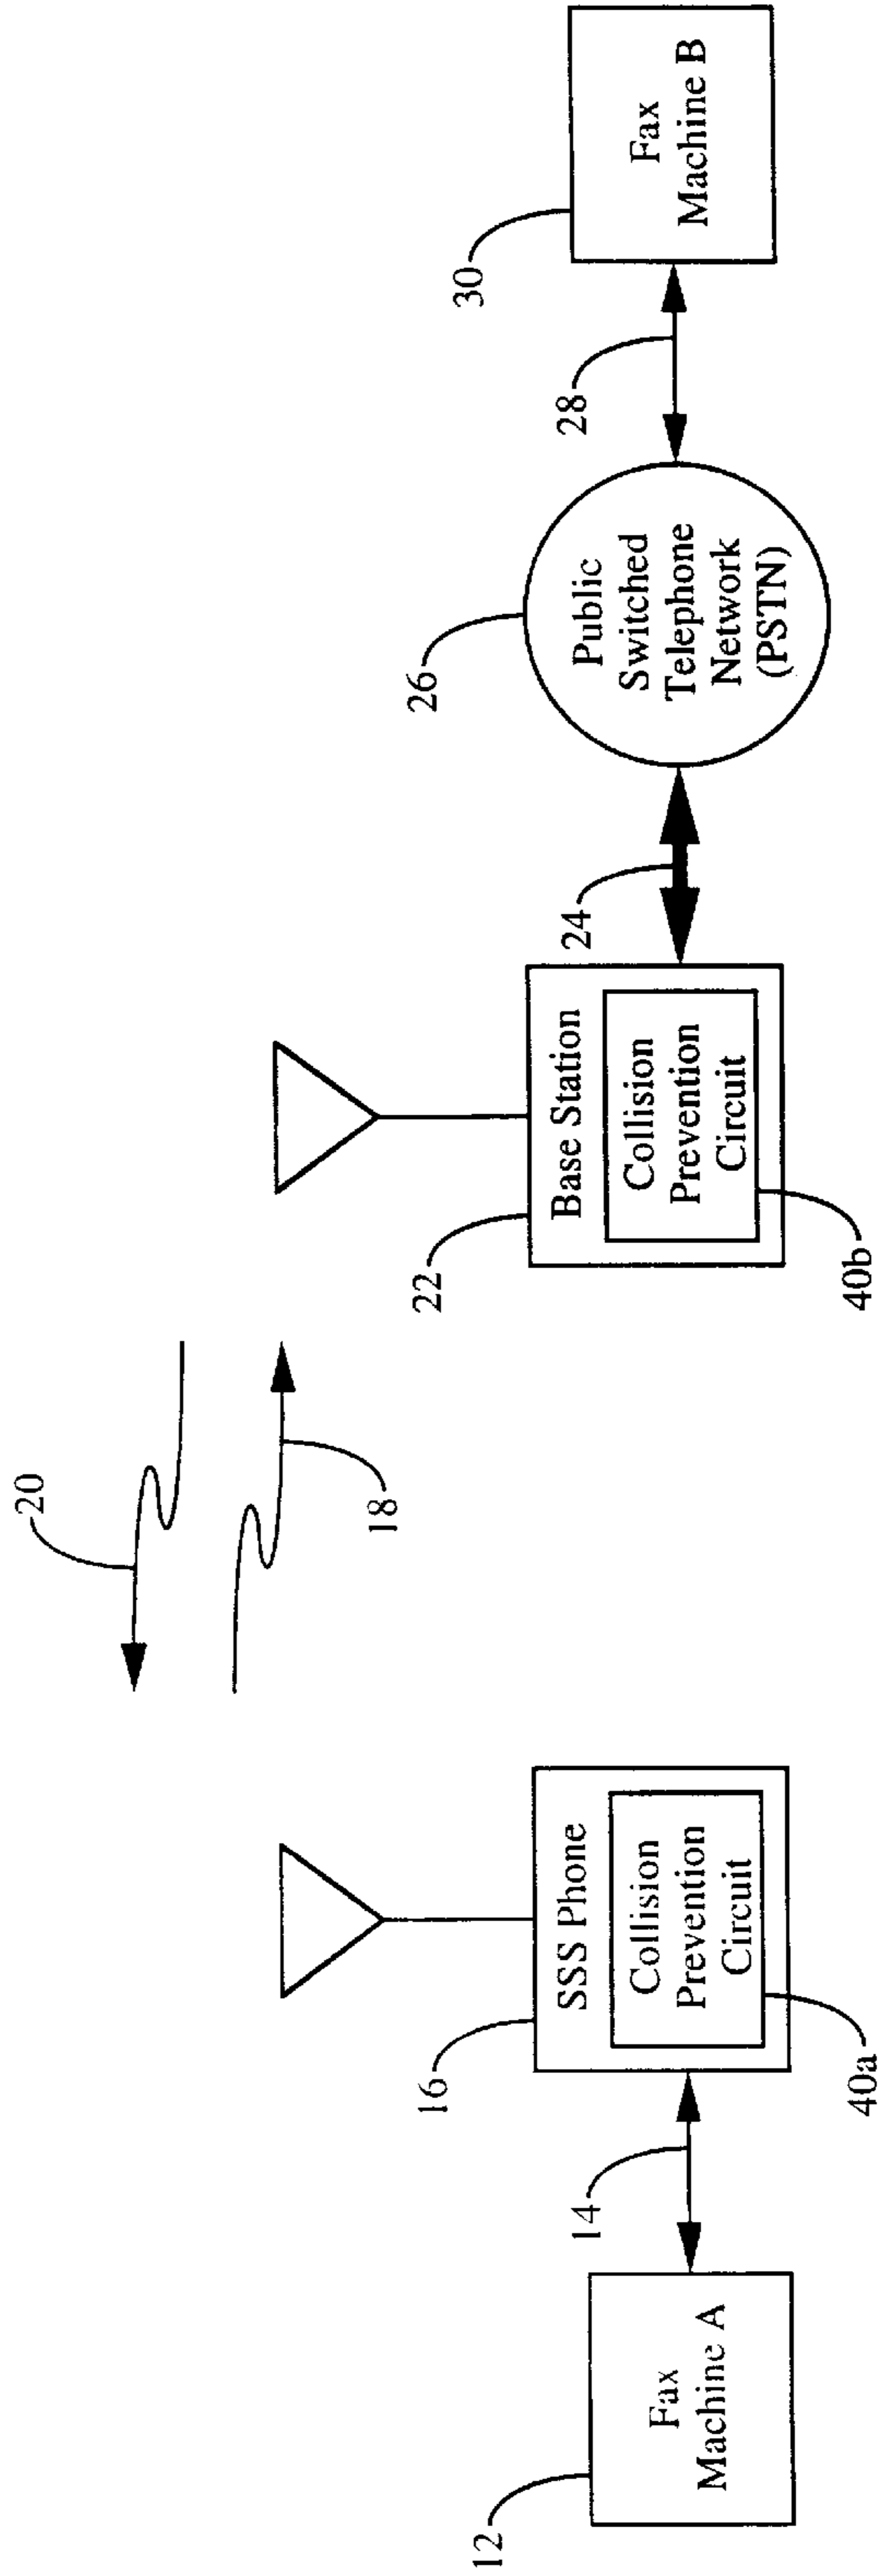 20
18
12
Fax
Machine A
14
16
SSS Phone
Collision
Prevention
Circuit
40a
22
Base Station
Collision
Prevention
Circuit
40b
24
26
Public
Switched
Telephone
Network
(PSTN)
28
30
Fax
Machine B